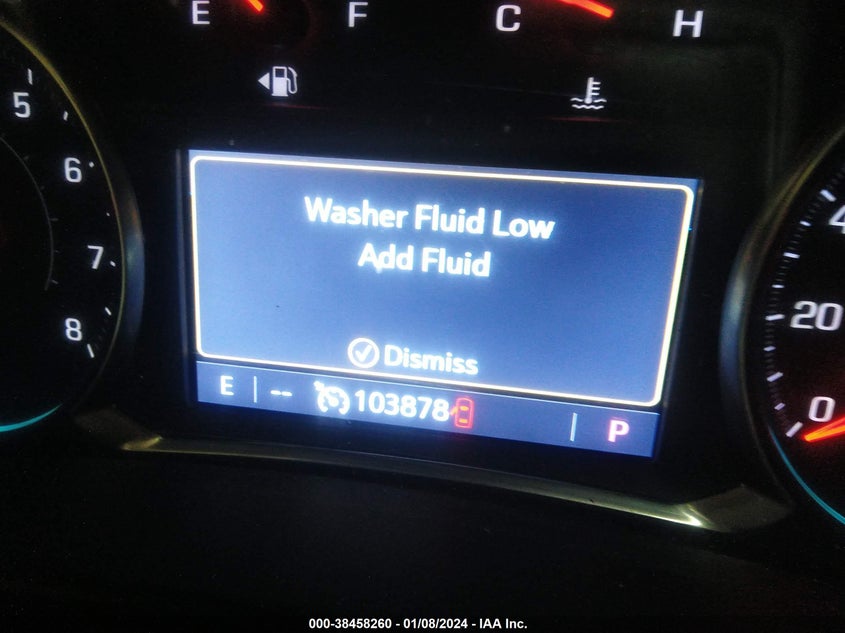 E F C H
5
6
7
8
Washer Fluid Low
Add Fluid
Dismiss
E -- 103878 P
4
20
0
000-38458260 - 01/08/2024 - IAA Inc.